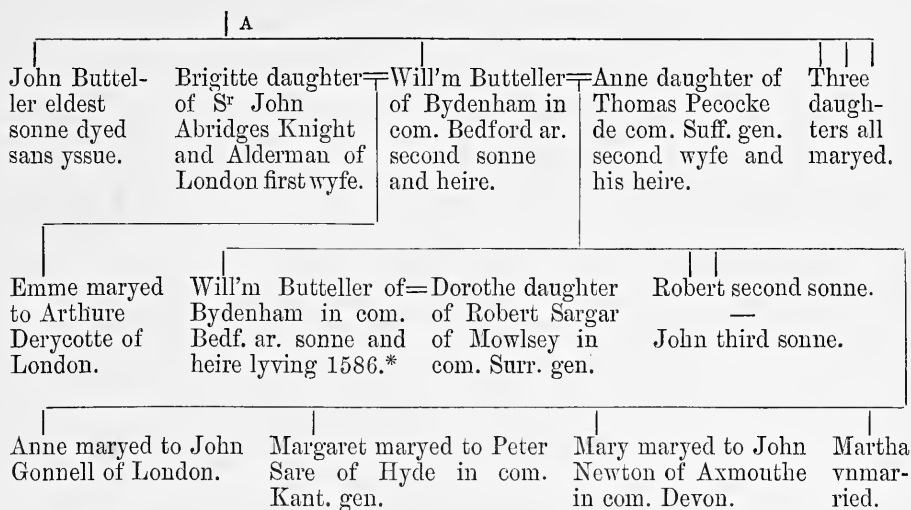 A
John Buttel-
ler eldest
sonne dyed
sans yssue.
Brigitte daughter
of Sr John
Abridges Knight
and Alderman of
London first wyfe.
Will'm Butteller
of Bydenham in
com. Bedford ar.
second sonne
and heire.
Anne daughter of
Thomas Pecocke
de com. Suff. gen.
second wyfe and
his heire.
Three
daugh-
ters all
maryed.
Emme maryed
to Arthure
Derycotte of
London.
Will'm Butteller of
Bydenham in com.
Bedf. ar. sonne and
heire lyving 1586.*
Dorothe daughter
of Robert Sargar
of Mowlsey in
com. Surr. gen.
Robert second sonne.
—
John third sonne.
Anne maryed to John
Gonnell of London.
Margaret maryed to Peter
Sare of Hyde in com.
Kant. gen.
Mary maryed to John
Newton of Axmouthe
in com. Devon.
Martha
vnmar-
ried.